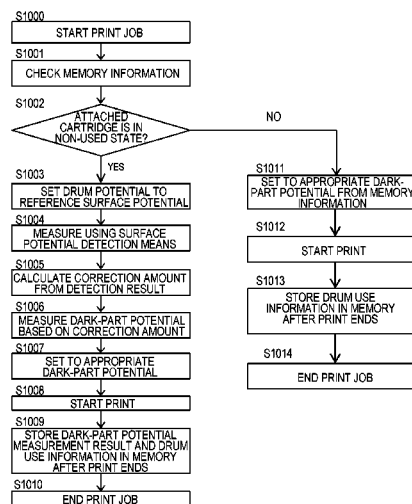 S1000
START PRINT JOB
S1001
CHECK MEMORY INFORMATION
S1002
ATTACHED
CARTRIDGE IS IN
NON-USED STATE?
NO
YES
S1003
SET DRUM POTENTIAL TO
REFERENCE SURFACE POTENTIAL
S1004
MEASURE USING SURFACE
POTENTIAL DETECTION MEANS
S1005
CALCULATE CORRECTION AMOUNT
FROM DETECTION RESULT
S1006
MEASURE DARK-PART POTENTIAL
BASED ON CORRECTION AMOUNT
S1007
SET TO APPROPRIATE
DARK-PART POTENTIAL
S1008
START PRINT
S1009
STORE DARK-PART POTENTIAL
MEASUREMENT RESULT AND DRUM
USE INFORMATION IN MEMORY
AFTER PRINT ENDS
S1010
END PRINT JOB
S1011
SET TO APPROPRIATE DARK-
PART POTENTIAL FROM MEMORY
INFORMATION
S1012
START PRINT
S1013
STORE DRUM USE
INFORMATION IN MEMORY
AFTER PRINT ENDS
S1014
END PRINT JOB